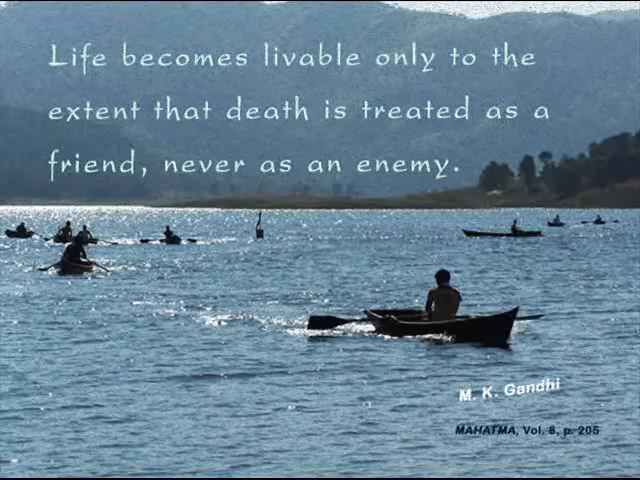 Life becomes livable only to the
extent that death is treated as a
friend, never as an enemy.
M. K. Gandhi
MAHATMA, Vol. 8, p. 205